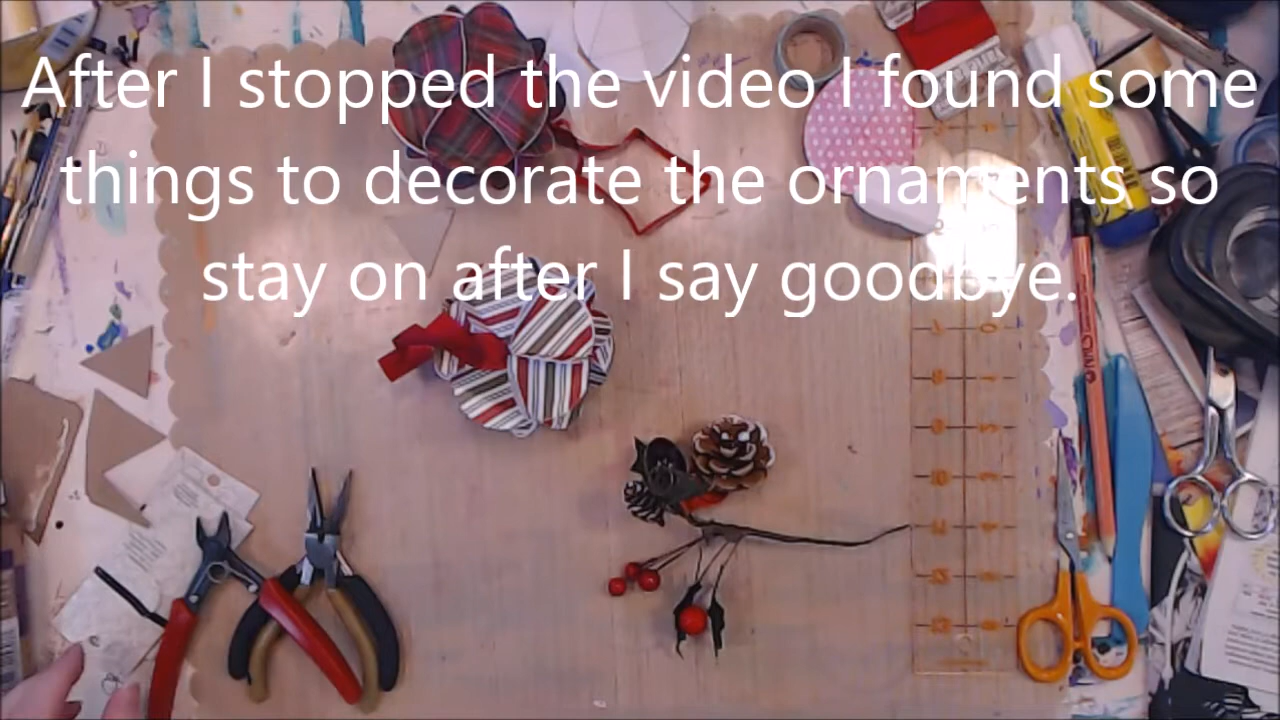 After I stopped the video I found some
things to decorate the ornaments so
stay on after I say goodbye.